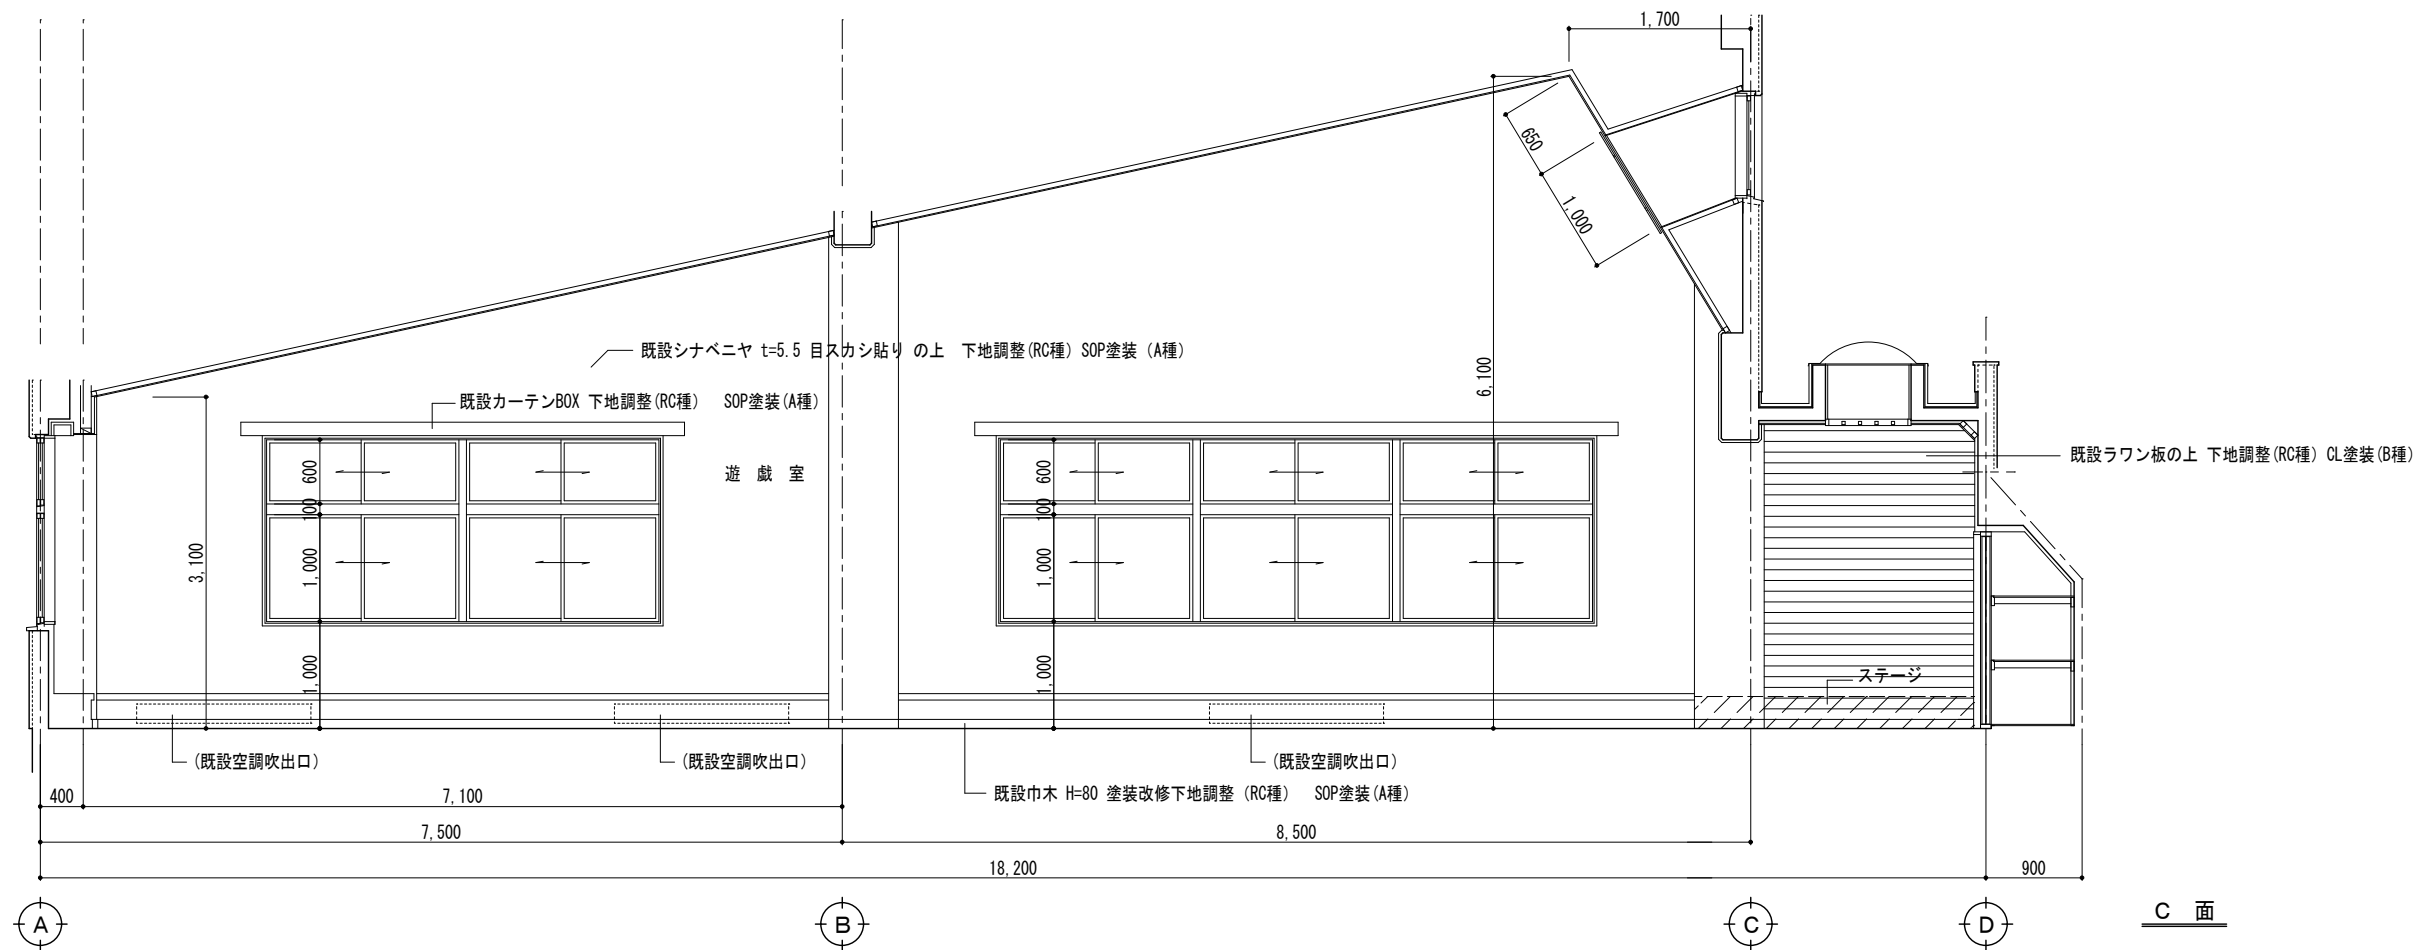 1,700
650
1,000
既設シナベニヤ t=5.5 目スカシ貼り の上 下地調整(RC種) SOP塗装 (A種)
6,100
既設カーテンBOX 下地調整(RC種) SOP塗装(A種)
既設ラワン板の上 下地調整(RC種) CL塗装(B種)
遊 戯 室
600
600
100
100
3,100
1,000
1,000
1,000
1,000
ステージ
(既設空調吹出口)
(既設空調吹出口)
(既設空調吹出口)
既設巾木 H=80 塗装改修下地調整 (RC種) SOP塗装(A種)
400
7,100
7,500
8,500
18,200
900
A
B
C
D
C 面